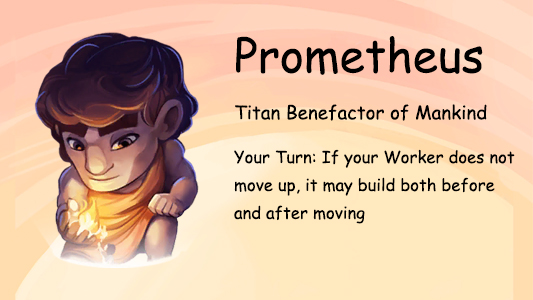 Prometheus
Titan Benefactor of Mankind
Your Turn: If your Worker does not
move up, it may build both before
and after moving